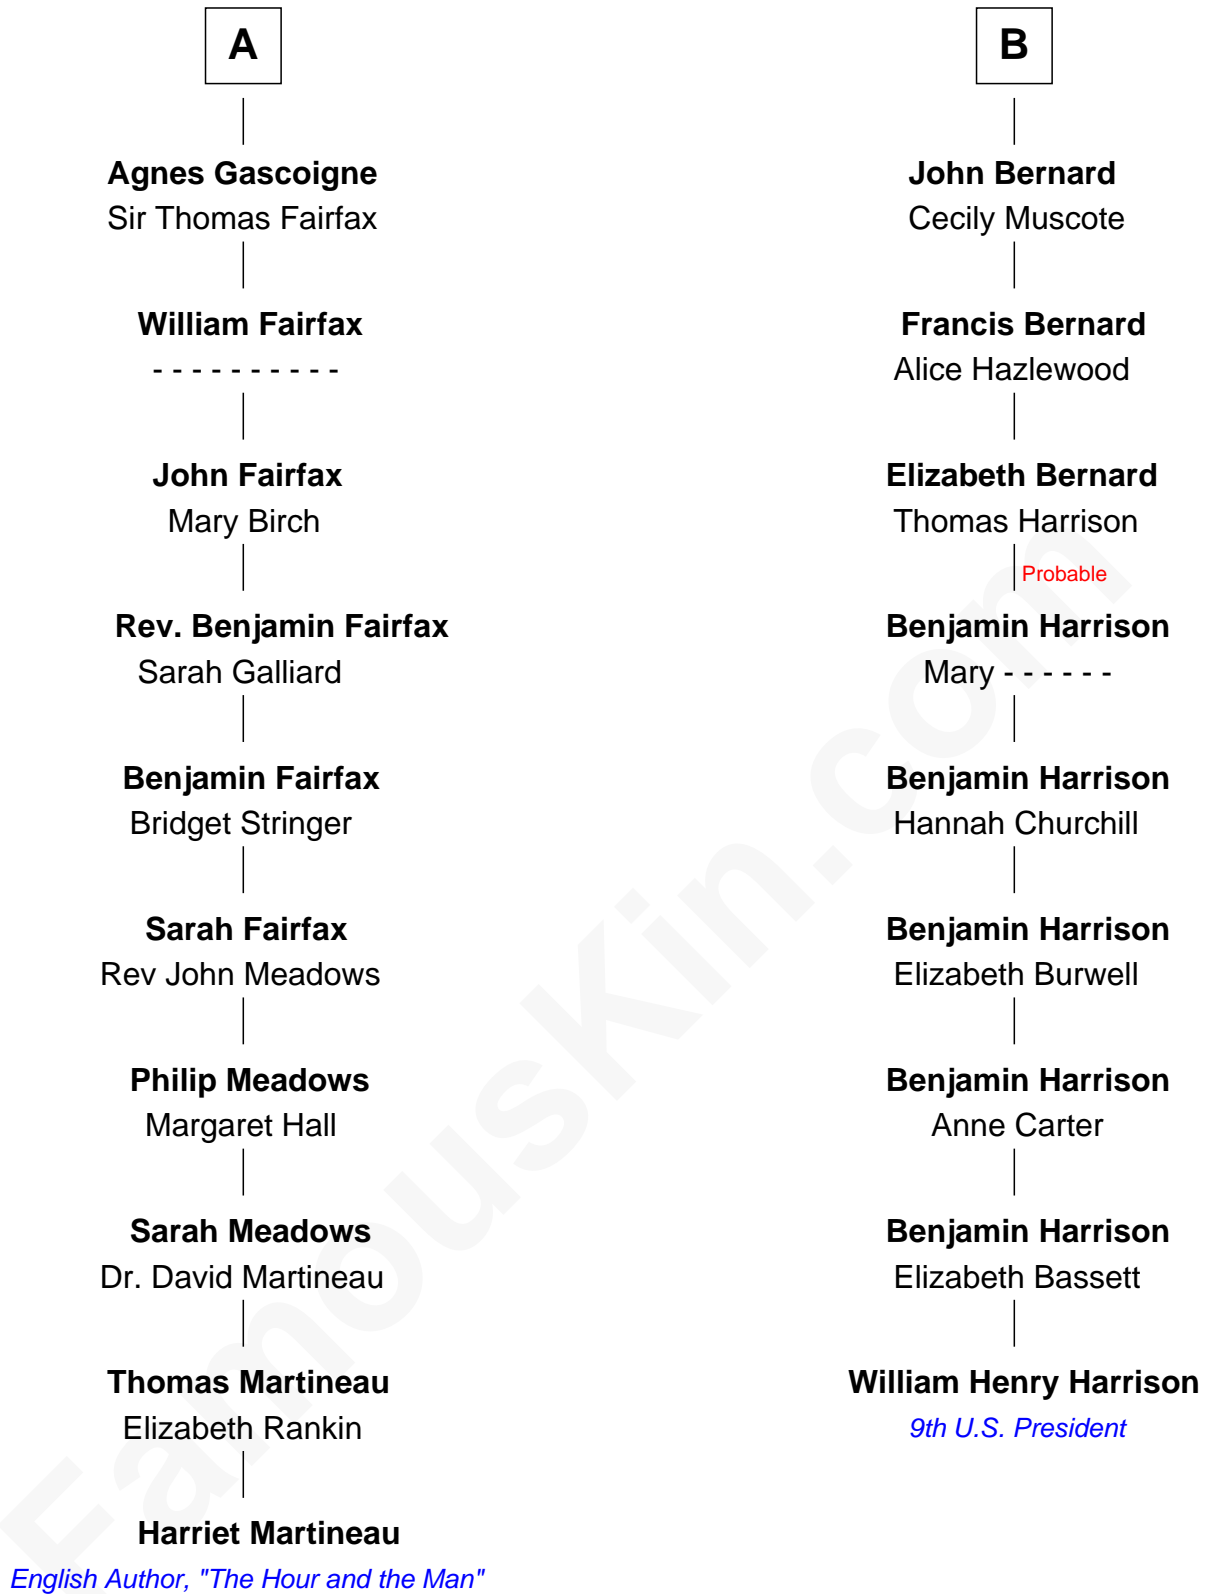 A
Agnes Gascoigne
Sir Thomas Fairfax
William Fairfax
- - - - - - - - - -
John Fairfax
Mary Birch
Rev. Benjamin Fairfax
Sarah Galliard
Benjamin Fairfax
Bridget Stringer
Sarah Fairfax
Rev John Meadows
Philip Meadows
Margaret Hall
Sarah Meadows
Dr. David Martineau
Thomas Martineau
Elizabeth Rankin
Harriet Martineau
English Author, "The Hour and the Man"
B
John Bernard
Cecily Muscote
Francis Bernard
Alice Hazlewood
Elizabeth Bernard
Thomas Harrison
Probable
Benjamin Harrison
Mary - - - - - -
Benjamin Harrison
Hannah Churchill
Benjamin Harrison
Elizabeth Burwell
Benjamin Harrison
Anne Carter
Benjamin Harrison
Elizabeth Bassett
William Henry Harrison
9th U.S. President
FamousKin.com